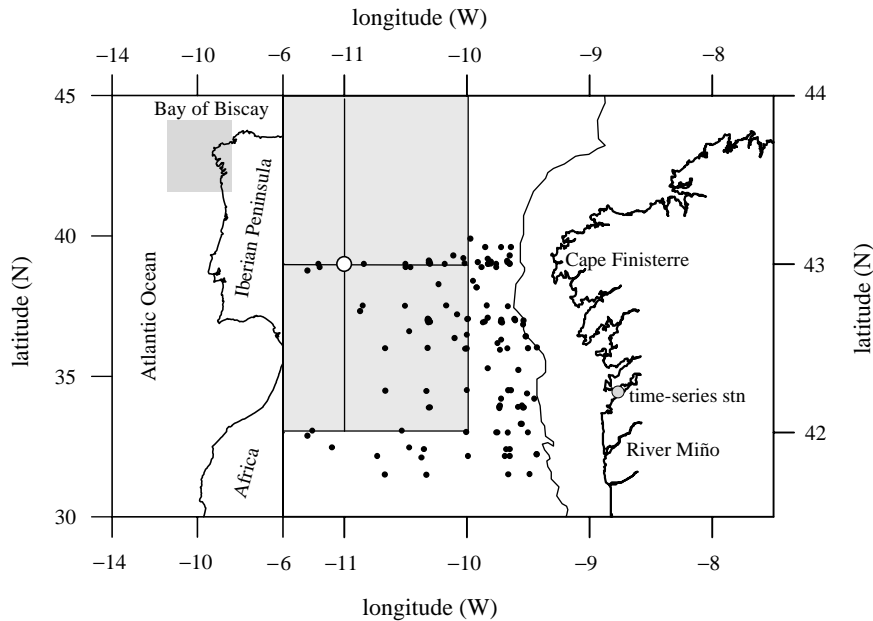 longitude (W)
−14 −10 −6 −11 −10 −9 −8
45 44
Bay of Biscay
Iberian Peninsula
Atlantic Ocean
Africa
latitude (N)
40 43
Cape Finisterre
latitude (N)
35
time-series stn
42
River Miño
30
−14 −10 −6 −11 −10 −9 −8
longitude (W)